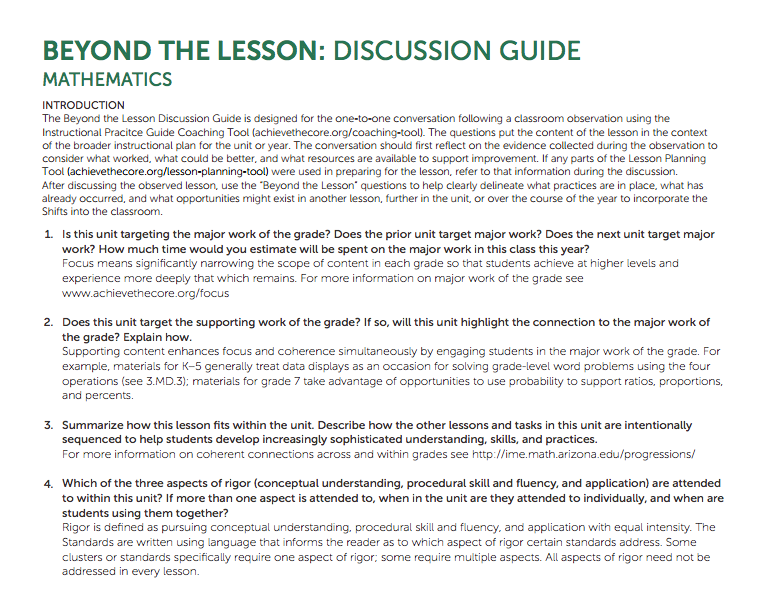 BEYOND THE LESSON: DISCUSSION GUIDE
MATHEMATICS
INTRODUCTION
The Beyond the Lesson Discussion Guide is designed for the one-to-one conversation following a classroom observation using the
Instructional Pracitce Guide Coaching Tool (achievethecore.org/coaching-tool). The questions put the content of the lesson in the context
of the broader instructional plan for the unit or year. The conversation should first reflect on the evidence collected during the observation to
consider what worked, what could be better, and what resources are available to support improvement. If any parts of the Lesson Planning
Tool (achievethecore.org/lesson-planning-tool) were used in preparing for the lesson, refer to that information during the discussion.
After discussing the observed lesson, use the "Beyond the Lesson" questions to help clearly delineate what practices are in place, what has
already occurred, and what opportunities might exist in another lesson, further in the unit, or over the course of the year to incorporate the
Shifts into the classroom.
1. Is this unit targeting the major work of the grade? Does the prior unit target major work? Does the next unit target major
work? How much time would you estimate will be spent on the major work in this class this year?
Focus means significantly narrowing the scope of content in each grade so that students achieve at higher levels and
experience more deeply that which remains. For more information on major work of the grade see
www.achievethecore.org/focus
2. Does this unit target the supporting work of the grade? If so, will this unit highlight the connection to the major work of
the grade? Explain how.
Supporting content enhances focus and coherence simultaneously by engaging students in the major work of the grade. For
example, materials for K–5 generally treat data displays as an occasion for solving grade-level word problems using the four
operations (see 3.MD.3); materials for grade 7 take advantage of opportunities to use probability to support ratios, proportions,
and percents.
3. Summarize how this lesson fits within the unit. Describe how the other lessons and tasks in this unit are intentionally
sequenced to help students develop increasingly sophisticated understanding, skills, and practices.
For more information on coherent connections across and within grades see http://ime.math.arizona.edu/progressions/
4. Which of the three aspects of rigor (conceptual understanding, procedural skill and fluency, and application) are attended
to within this unit? If more than one aspect is attended to, when in the unit are they attended to individually, and when are
students using them together?
Rigor is defined as pursuing conceptual understanding, procedural skill and fluency, and application with equal intensity. The
Standards are written using language that informs the reader as to which aspect of rigor certain standards address. Some
clusters or standards specifically require one aspect of rigor; some require multiple aspects. All aspects of rigor need not be
addressed in every lesson.